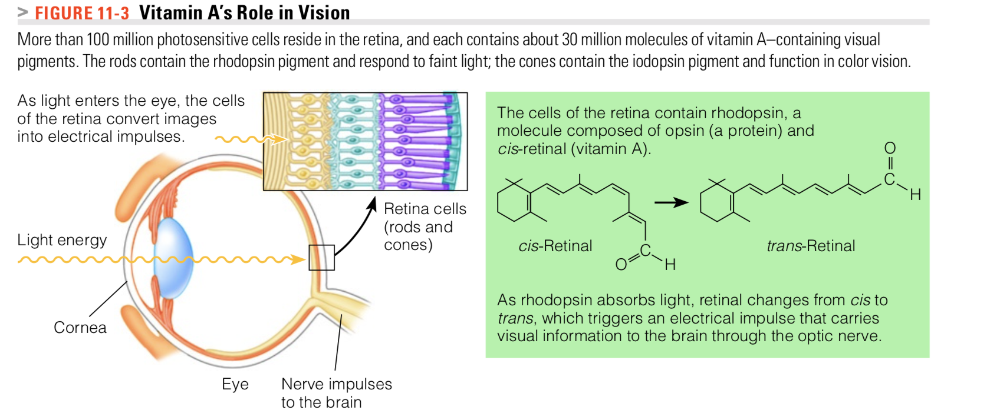 > FIGURE 11-3 Vitamin A’s Role in Vision
More than 100 million photosensitive cells reside in the retina, and each contains about 30 million molecules of vitamin A–containing visual
pigments. The rods contain the rhodopsin pigment and respond to faint light; the cones contain the iodopsin pigment and function in color vision.
As light enters the eye, the cells
of the retina convert images
into electrical impulses.
Retina cells
(rods and
cones)
Light energy
Cornea
Eye
Nerve impulses
to the brain
The cells of the retina contain rhodopsin, a
molecule composed of opsin (a protein) and
cis-retinal (vitamin A).
O
C
H
C
O
H
cis-Retinal
trans-Retinal
As rhodopsin absorbs light, retinal changes from cis to
trans, which triggers an electrical impulse that carries
visual information to the brain through the optic nerve.